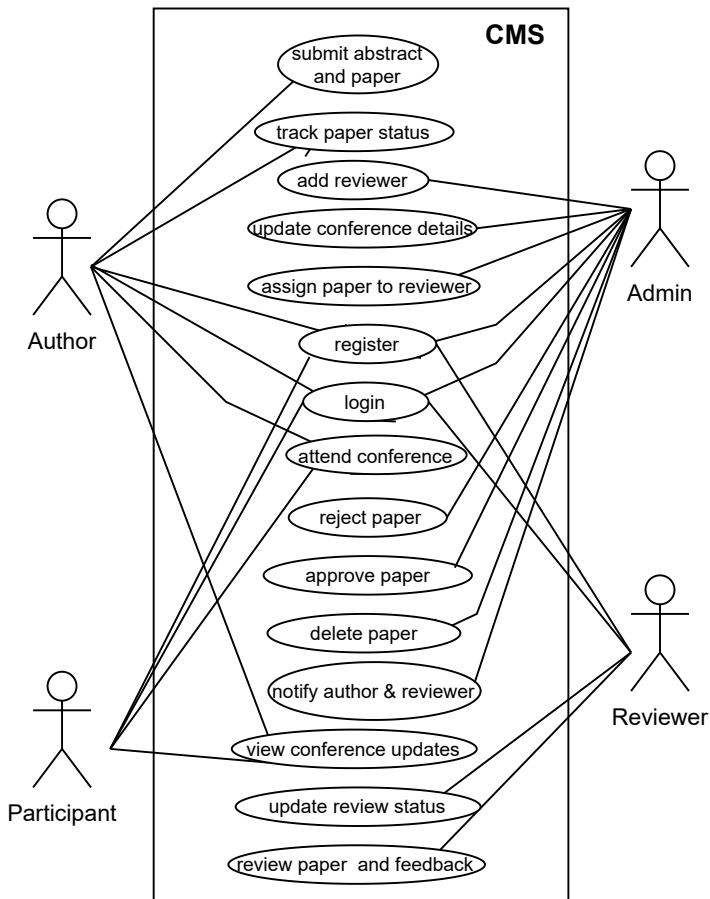 CMS
submit abstract
and paper
track paper status
add reviewer
update conference details
assign paper to reviewer
Author
Admin
register
login
attend conference
reject paper
approve paper
delete paper
notify author & reviewer
Reviewer
view conference updates
Participant
update review status
review paper and feedback